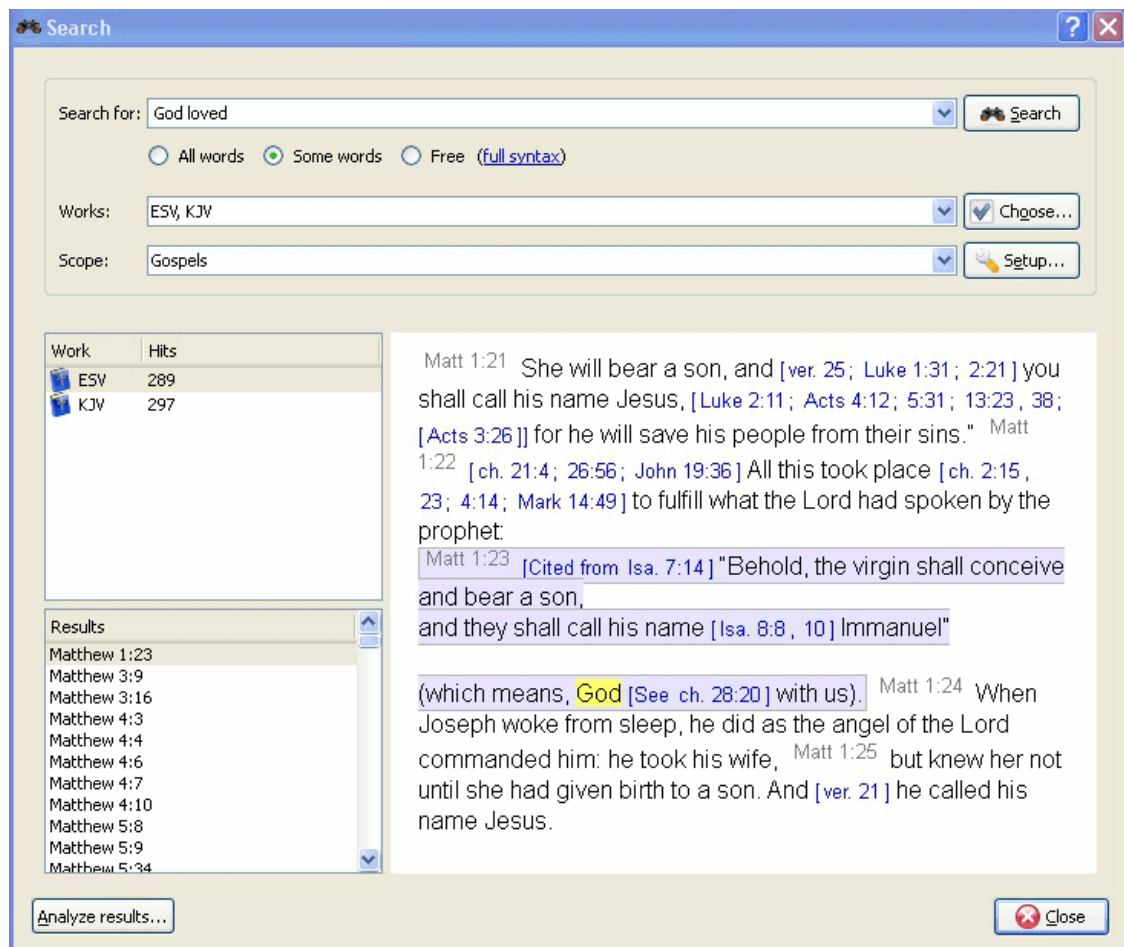 Search
Search for: God loved Search
All words Some words Free (full syntax)
Works: ESV, KJV Choose...
Scope: Gospels Setup...
Work Hits
ESV 289
KJV 297
Results
Matthew 1:23
Matthew 3:9
Matthew 3:16
Matthew 4:3
Matthew 4:4
Matthew 4:6
Matthew 4:7
Matthew 4:10
Matthew 5:8
Matthew 5:9
Matthew 5:34
Matt 1:21 She will bear a son, and [ver. 25; Luke 1:31; 2:21] you
shall call his name Jesus, [Luke 2:11; Acts 4:12; 5:31; 13:23, 38;
[Acts 3:26]] for he will save his people from their sins." Matt
1:22 [ch. 21:4; 26:56; John 19:36] All this took place [ch. 2:15,
23; 4:14; Mark 14:49] to fulfill what the Lord had spoken by the
prophet:
Matt 1:23 [Cited from Isa. 7:14] "Behold, the virgin shall conceive
and bear a son,
and they shall call his name [Isa. 8:8, 10] Immanuel"
(which means, God [See ch. 28:20] with us). Matt 1:24 When
Joseph woke from sleep, he did as the angel of the Lord
commanded him: he took his wife, Matt 1:25 but knew her not
until she had given birth to a son. And [ver. 21] he called his
name Jesus.
Analyze results... Close